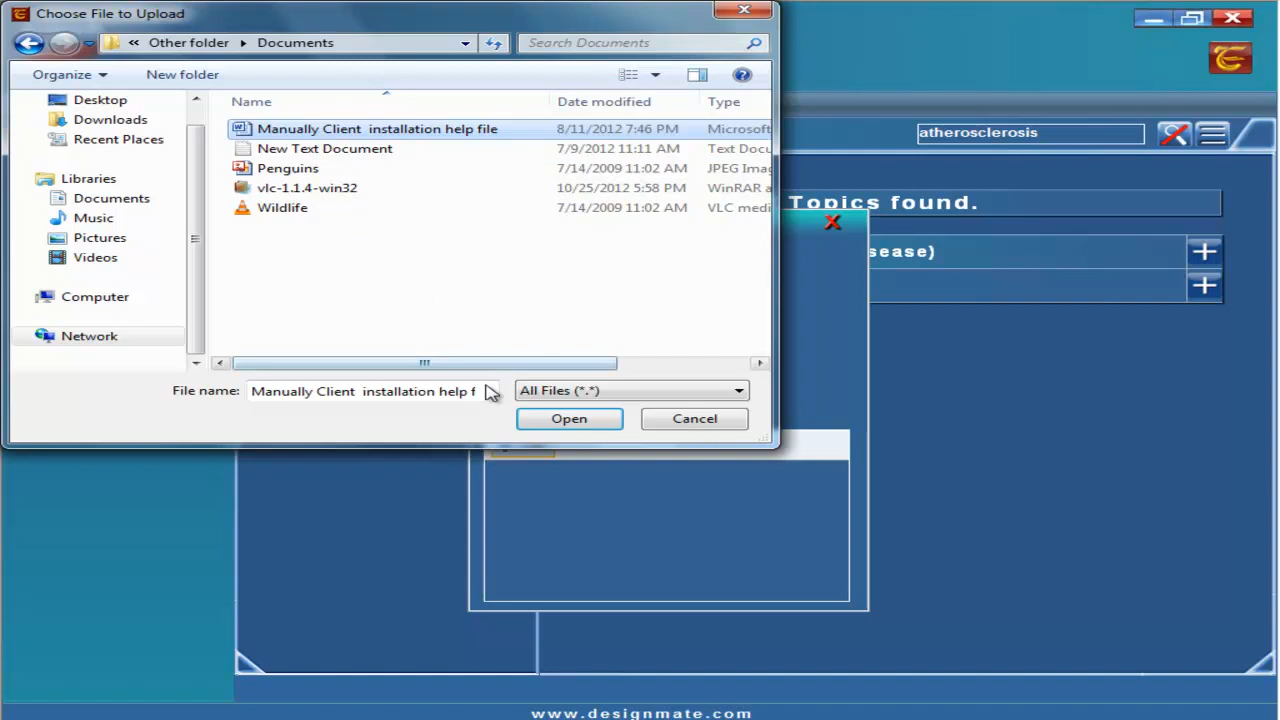 Choose File to Upload
« Other folder Documents
Search Documents
Organize
New folder
Desktop
Downloads
Recent Places
Libraries
Documents
Music
Pictures
Videos
Computer
Network
Name Date modified Type
Manually Client installation help file 8/11/2012 7:46 PM Microsoft
New Text Document 7/9/2012 11:11 AM Text Docu
Penguins 7/14/2009 11:02 AM JPEG Imag
vlc-1.1.4-win32 10/25/2012 5:58 PM WinRAR a
Wildlife 7/14/2009 11:02 AM VLC medi
File name: Manually Client installation help f
All Files (*.*)
Open
Cancel
atherosclerosis
Topics found.
sease)
www.designmate.com